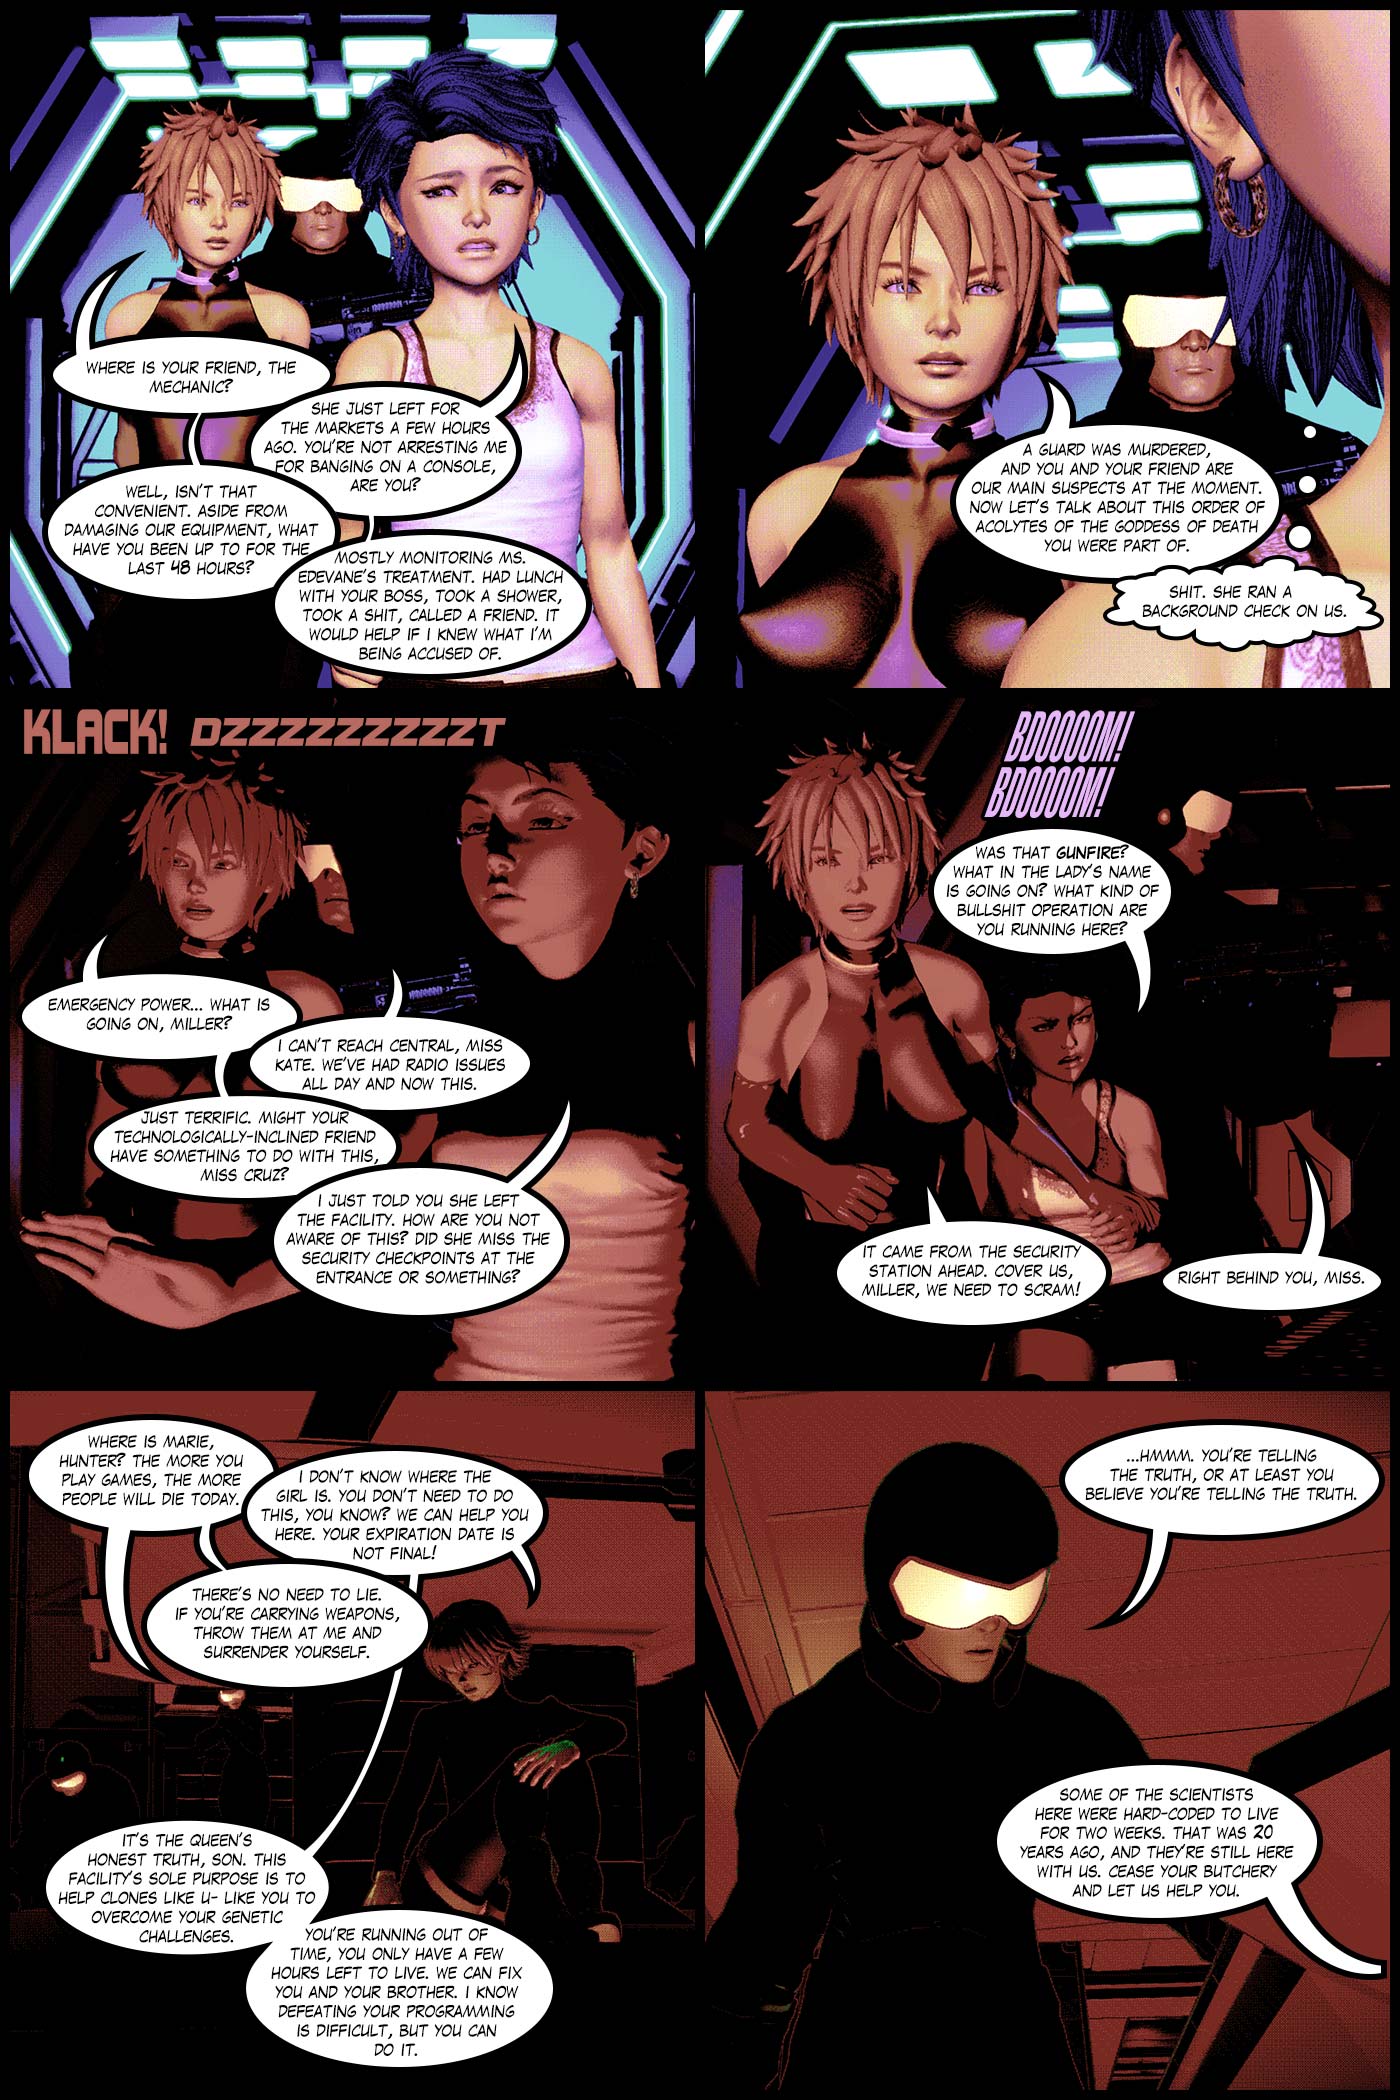 WHERE IS YOUR FRIEND, THE
MECHANIC?
SHE JUST LEFT FOR
THE MARKETS A FEW HOURS
AGO. YOU'RE NOT ARRESTING ME
FOR BANGING ON A CONSOLE,
ARE YOU?
WELL, ISN'T THAT
CONVENIENT. ASIDE FROM
DAMAGING OUR EQUIPMENT, WHAT
HAVE YOU BEEN UP TO FOR THE
LAST 48 HOURS?
MOSTLY MONITORING MS.
EDEVANE'S TREATMENT. HAD LUNCH
WITH YOUR BOSS, TOOK A SHOWER,
TOOK A SHIT, CALLED A FRIEND. IT
WOULD HELP IF I KNEW WHAT I'M
BEING ACCUSED OF.
A GUARD WAS MURDERED,
AND YOU AND YOUR FRIEND ARE
OUR MAIN SUSPECTS AT THE MOMENT.
NOW LET'S TALK ABOUT THIS ORDER OF
ACOLYTES OF THE GODDESS OF DEATH
YOU WERE PART OF.
SHIT. SHE RAN A
BACKGROUND CHECK ON US.
KLACK! DZZZZZZZZZZT
EMERGENCY POWER... WHAT IS
GOING ON, MILLER?
I CAN'T REACH CENTRAL, MISS
KATE. WE'VE HAD RADIO ISSUES
ALL DAY AND NOW THIS.
JUST TERRIFIC. MIGHT YOUR
TECHNOLOGICALLY-INCLINED FRIEND
HAVE SOMETHING TO DO WITH THIS,
MISS CRUZ?
I JUST TOLD YOU SHE LEFT
THE FACILITY. HOW ARE YOU NOT
AWARE OF THIS? DID SHE MISS THE
SECURITY CHECKPOINTS AT THE
ENTRANCE OR SOMETHING?
BDOOOOM!
BDOOOOM!
WAS THAT GUNFIRE?
WHAT IN THE LADY'S NAME
IS GOING ON? WHAT KIND OF
BULLSHIT OPERATION ARE
YOU RUNNING HERE?
IT CAME FROM THE SECURITY
STATION AHEAD. COVER US,
MILLER, WE NEED TO SCRAM!
RIGHT BEHIND YOU, MISS.
WHERE IS MARIE,
HUNTER? THE MORE YOU
PLAY GAMES, THE MORE
PEOPLE WILL DIE TODAY.
I DON'T KNOW WHERE THE
GIRL IS. YOU DON'T NEED TO DO
THIS, YOU KNOW? WE CAN HELP YOU
HERE. YOUR EXPIRATION DATE IS
NOT FINAL!
THERE'S NO NEED TO LIE.
IF YOU'RE CARRYING WEAPONS,
THROW THEM AT ME AND
SURRENDER YOURSELF.
IT'S THE QUEEN'S
HONEST TRUTH, SON. THIS
FACILITY'S SOLE PURPOSE IS TO
HELP CLONES LIKE U- LIKE YOU TO
OVERCOME YOUR GENETIC
CHALLENGES.
YOU'RE RUNNING OUT OF
TIME, YOU ONLY HAVE A FEW
HOURS LEFT TO LIVE. WE CAN FIX
YOU AND YOUR BROTHER. I KNOW
DEFEATING YOUR PROGRAMMING
IS DIFFICULT, BUT YOU CAN
DO IT.
...HMMM. YOU'RE TELLING
THE TRUTH, OR AT LEAST YOU
BELIEVE YOU'RE TELLING THE TRUTH.
SOME OF THE SCIENTISTS
HERE WERE HARD-CODED TO LIVE
FOR TWO WEEKS. THAT WAS 20
YEARS AGO, AND THEY'RE STILL HERE
WITH US. CEASE YOUR BUTCHERY
AND LET US HELP YOU.